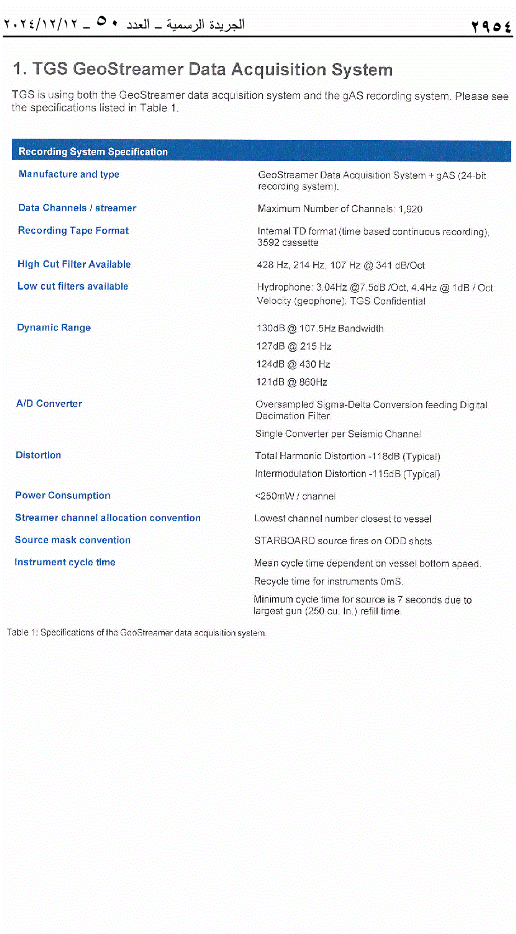 ٢٩٥٤
الجريدة الرسمية ــ العدد ٥٠ ــ ٢٠٢٤/١٢/١٢
1. TGS GeoStreamer Data Acquisition System
TGS is using both the GeoStreamer data acquisition system and the gAS recording system. Please see
the specifications listed in Table 1.
Recording System Specification
Manufacture and type
GeoStreamer Data Acquisition System + gAS (24-bit
recording system).
Data Channels / streamer
Maximum Number of Channels: 1,920
Recording Tape Format
Internal TD format (time based continuous recording),
3592 cassette
High Cut Filter Available
428 Hz, 214 Hz, 107 Hz @ 341 dB/Oct
Low cut filters available
Hydrophone: 3.04Hz @7.5dB /Oct, 4.4Hz @ 1dB / Oct
Velocity (geophone): TGS Confidential
Dynamic Range
130dB @ 107.5Hz Bandwidth
127dB @ 215 Hz
124dB @ 430 Hz
121dB @ 860Hz
A/D Converter
Oversampled Sigma-Delta Conversion feeding Digital
Decimation Filter.
Single Converter per Seismic Channel
Distortion
Total Harmonic Distortion -118dB (Typical)
Intermodulation Distortion -115dB (Typical)
Power Consumption
<250mW / channel
Streamer channel allocation convention
Lowest channel number closest to vessel
Source mask convention
STARBOARD source fires on ODD shots
Instrument cycle time
Mean cycle time dependent on vessel bottom speed.
Recycle time for instruments 0mS.
Minimum cycle time for source is 7 seconds due to
largest gun (250 cu. In.) refill time.
Table 1: Specifications of the GeoStreamer data acquisition system.